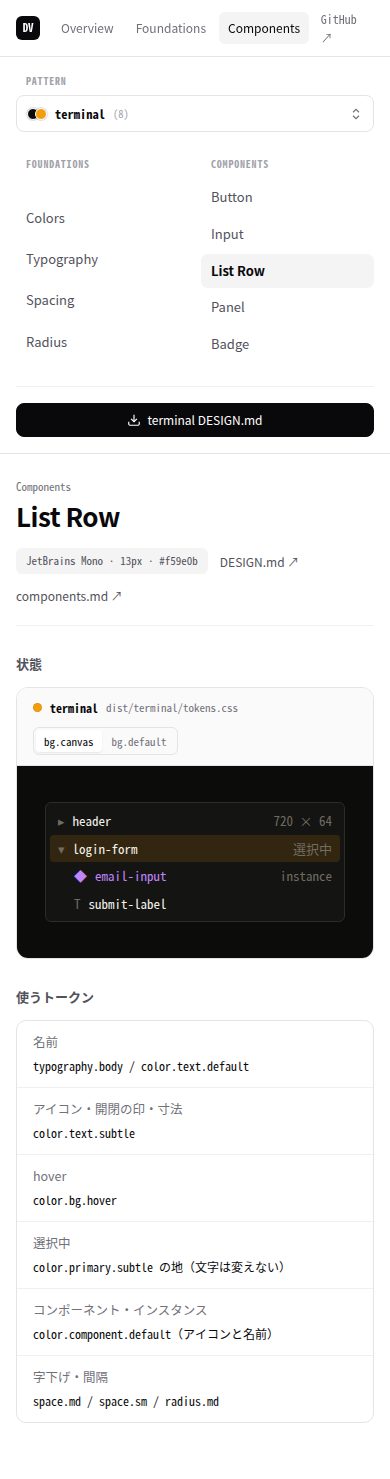 DV Overview Foundations Components GitHub ↗
PATTERN
terminal (8)
FOUNDATIONS
Colors
Typography
Spacing
Radius
COMPONENTS
Button
Input
List Row
Panel
Badge
terminal DESIGN.md
Components
List Row
JetBrains Mono · 13px · #f59e0b DESIGN.md ↗
components.md ↗
状態
terminal dist/terminal/tokens.css
bg.canvas bg.default
▶ header 720 × 64
▼ login-form 選択中
◆ email-input instance
T submit-label
使うトークン
名前
typography.body / color.text.default
アイコン・開閉の印・寸法
color.text.subtle
hover
color.bg.hover
選択中
color.primary.subtle の地（文字は変えない）
コンポーネント・インスタンス
color.component.default（アイコンと名前）
字下げ・間隔
space.md / space.sm / radius.md